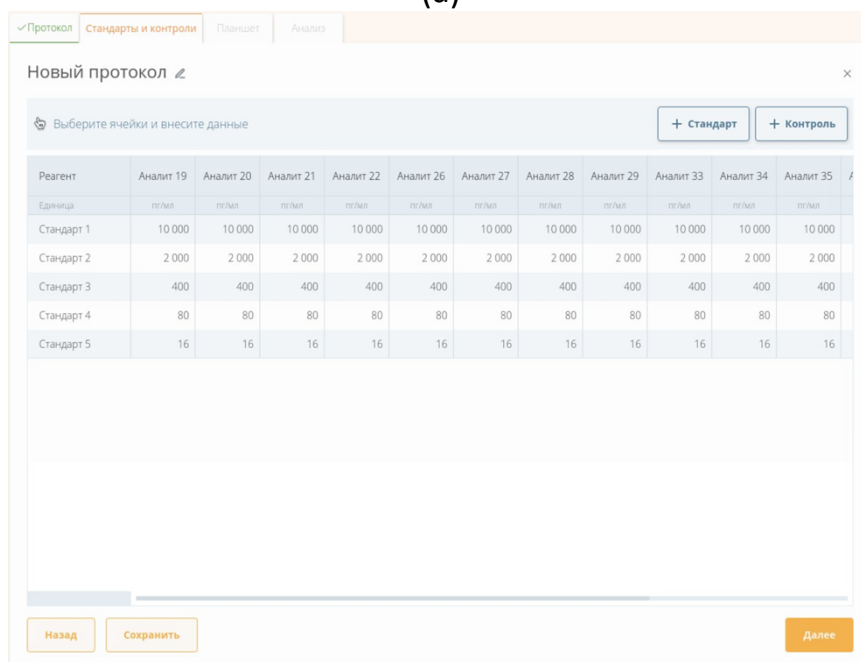 Протокол Стандарты и контроли Планшет Анализ
Новый протокол
Выберите ячейки и внесите данные + Стандарт + Контроль
Реагент Аналит 19 Аналит 20 Аналит 21 Аналит 22 Аналит 26 Аналит 27 Аналит 28 Аналит 29 Аналит 33 Аналит 34 Аналит 35
Единица пг/мл пг/мл пг/мл пг/мл пг/мл пг/мл пг/мл пг/мл пг/мл пг/мл пг/мл
Стандарт 1 10 000 10 000 10 000 10 000 10 000 10 000 10 000 10 000 10 000 10 000 10 000
Стандарт 2 2 000 2 000 2 000 2 000 2 000 2 000 2 000 2 000 2 000 2 000 2 000
Стандарт 3 400 400 400 400 400 400 400 400 400 400 400
Стандарт 4 80 80 80 80 80 80 80 80 80 80 80
Стандарт 5 16 16 16 16 16 16 16 16 16 16 16
Назад Сохранить Далее